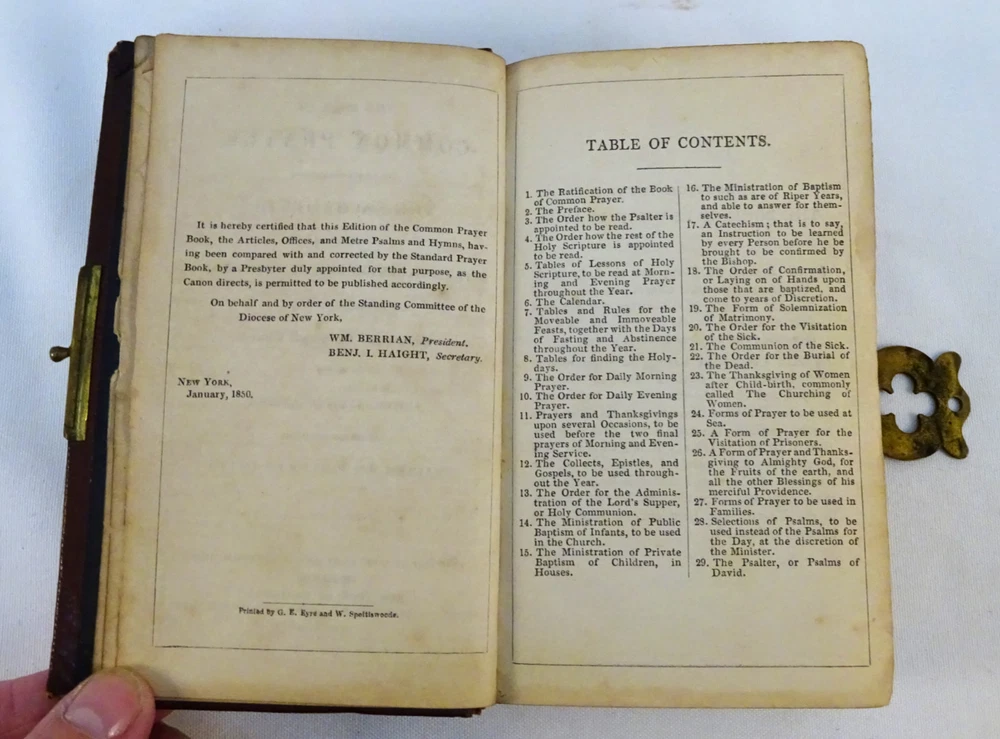 It is hereby certified that this Edition of the Common Prayer
Book, the Articles, Offices, and Metre Psalms and Hymns, hav-
ing been compared with and corrected by the Standard Prayer
Book, by a Presbyter duly appointed for that purpose, as the
Canon directs, is permitted to be published accordingly.
On behalf and by order of the Standing Committee of the
Diocese of New York,
WM. BERRIAN, President.
BENJ. I. HAIGHT, Secretary.
NEW YORK,
January, 1850.
Printed by G. E. Eyre and W. Spottiswoode.
TABLE OF CONTENTS.
1. The Ratification of the Book
of Common Prayer.
2. The Preface.
3. The Order how the Psalter is
appointed to be read.
4. The Order how the rest of the
Holy Scripture is appointed
to be read.
5. Tables of Lessons of Holy
Scripture, to be read at Morn-
ing and Evening Prayer
throughout the Year.
6. The Calendar.
7. Tables and Rules for the
Moveable and Immoveable
Feasts, together with the Days
of Fasting and Abstinence
throughout the Year.
8. Tables for finding the Holy-
days.
9. The Order for Daily Morning
Prayer.
10. The Order for Daily Evening
Prayer.
11. Prayers and Thanksgivings
upon several Occasions, to be
used before the two final
prayers of Morning and Even-
ing Service.
12. The Collects, Epistles, and
Gospels, to be used through-
out the Year.
13. The Order for the Adminis-
tration of the Lord's Supper,
or Holy Communion.
14. The Ministration of Public
Baptism of Infants, to be used
in the Church.
15. The Ministration of Private
Baptism of Children, in
Houses.
16. The Ministration of Baptism
to such as are of Riper Years,
and able to answer for them-
selves.
17. A Catechism; that is to say,
an Instruction to be learned
by every Person before he be
brought to be confirmed by
the Bishop.
18. The Order of Confirmation,
or Laying on of Hands upon
those that are baptized, and
come to years of Discretion.
19. The Form of Solemnization
of Matrimony.
20. The Order for the Visitation
of the Sick.
21. The Communion of the Sick.
22. The Order for the Burial of
the Dead.
23. The Thanksgiving of Women
after Child-birth, commonly
called The Churching of
Women.
24. Forms of Prayer to be used at
Sea.
25. A Form of Prayer for the
Visitation of Prisoners.
26. A Form of Prayer and Thanks-
giving to Almighty God, for
the Fruits of the earth, and
all the other Blessings of his
merciful Providence.
27. Forms of Prayer to be used in
Families.
28. Selections of Psalms, to be
used instead of the Psalms for
the Day, at the discretion of
the Minister.
29. The Psalter, or Psalms of
David.